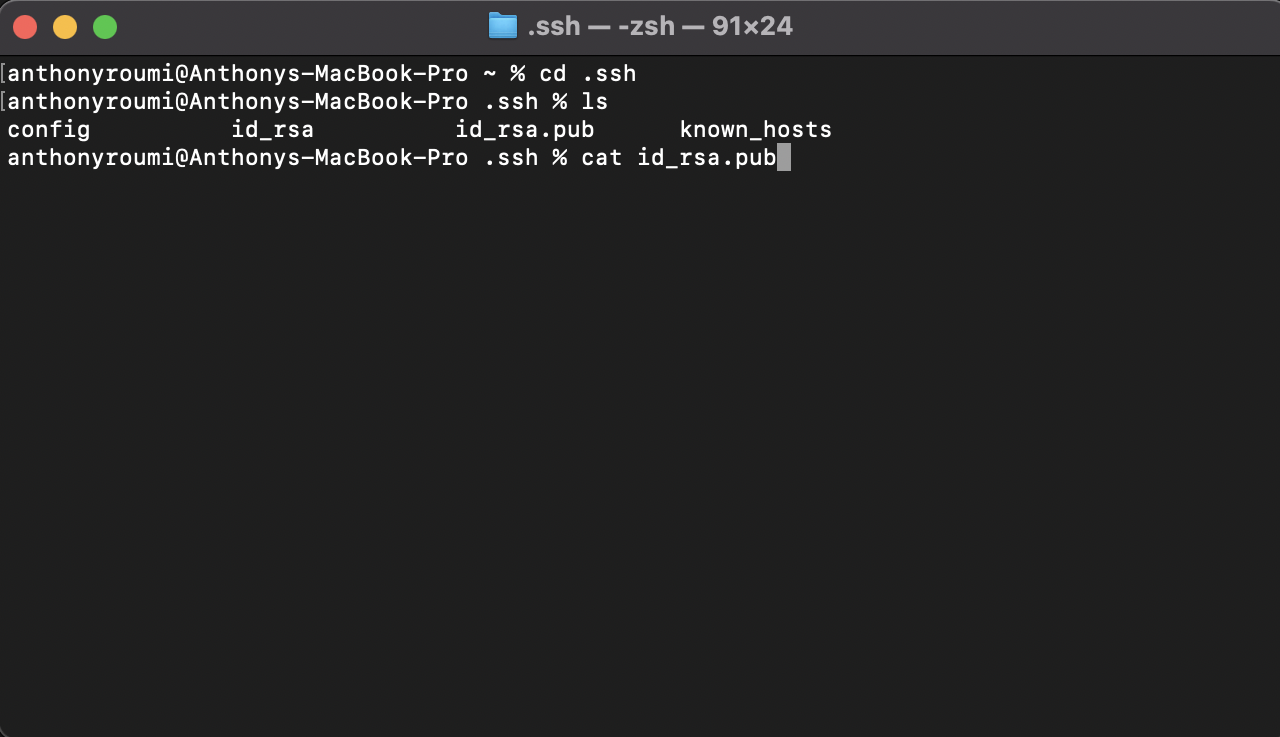 .ssh — -zsh — 91×24
[anthonyroumi@Anthonys-MacBook-Pro ~ % cd .ssh
[anthonyroumi@Anthonys-MacBook-Pro .ssh % ls
config id_rsa id_rsa.pub known_hosts
anthonyroumi@Anthonys-MacBook-Pro .ssh % cat id_rsa.pub